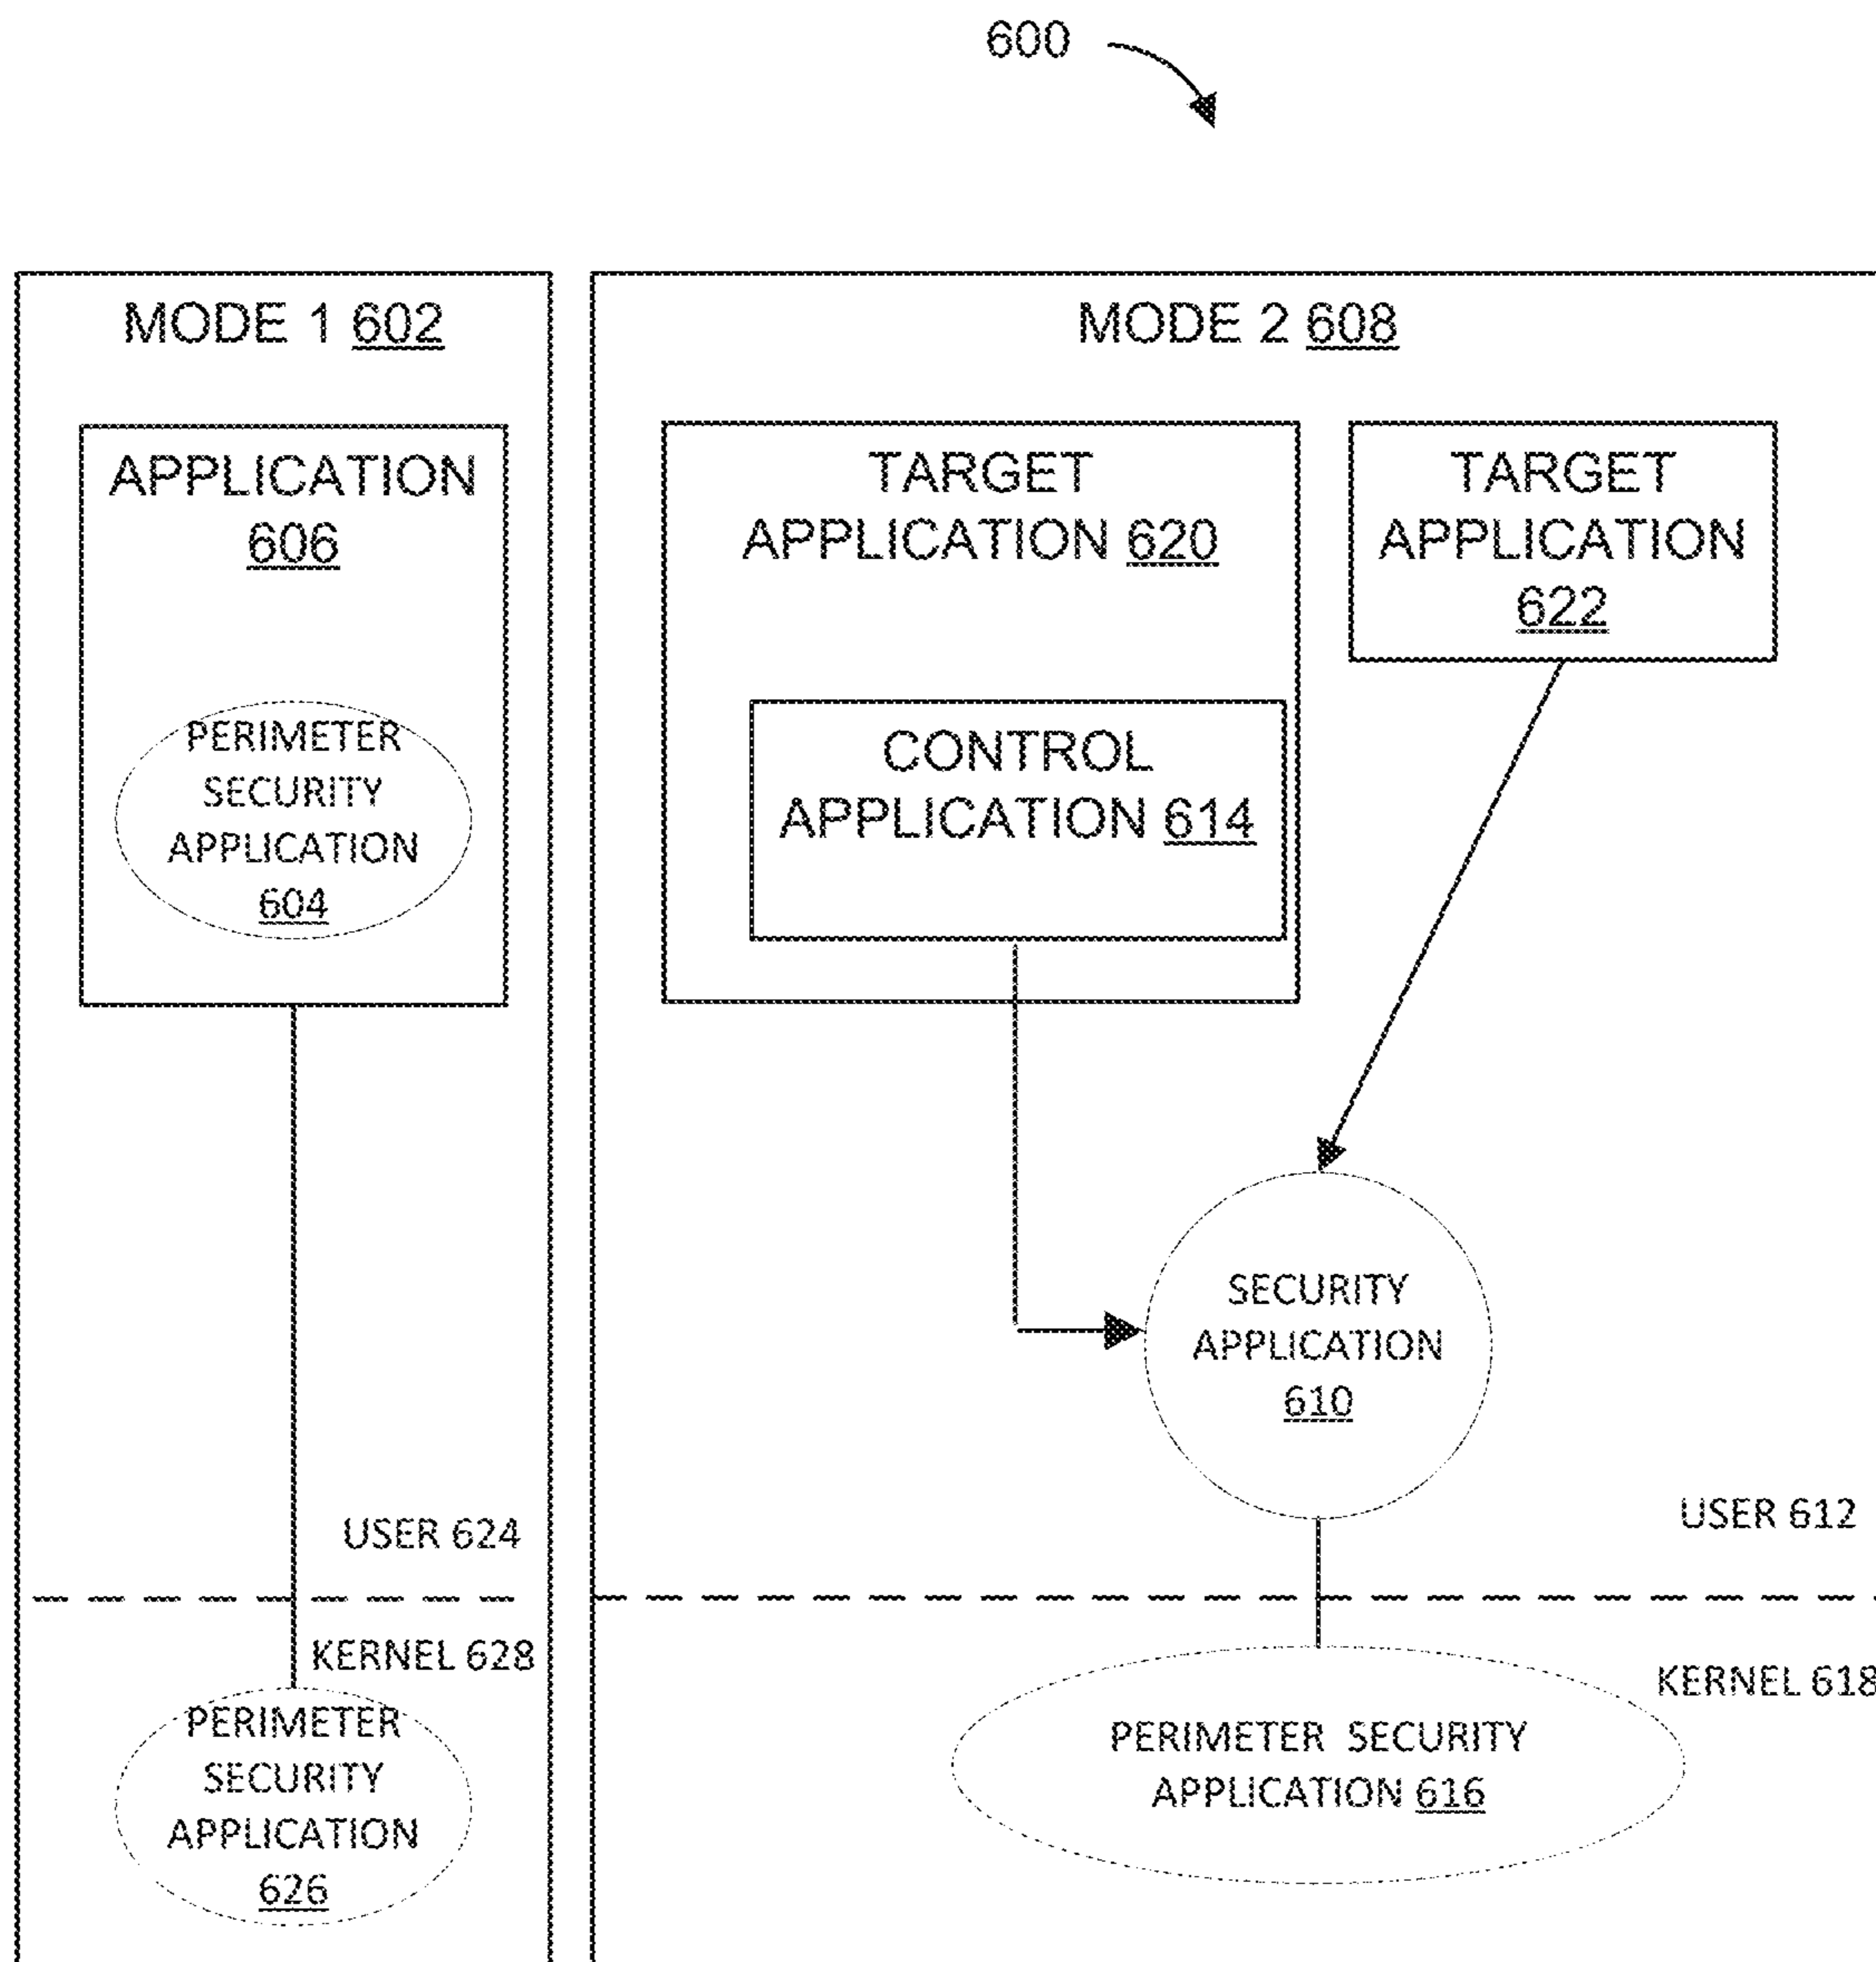 600
MODE 1 602
APPLICATION
606
PERIMETER
SECURITY
APPLICATION
604
USER 624
KERNEL 628
PERIMETER
SECURITY
APPLICATION
626
MODE 2 608
TARGET
APPLICATION 620
CONTROL
APPLICATION 614
TARGET
APPLICATION
622
SECURITY
APPLICATION
610
USER 612
KERNEL 618
PERIMETER SECURITY
APPLICATION 616